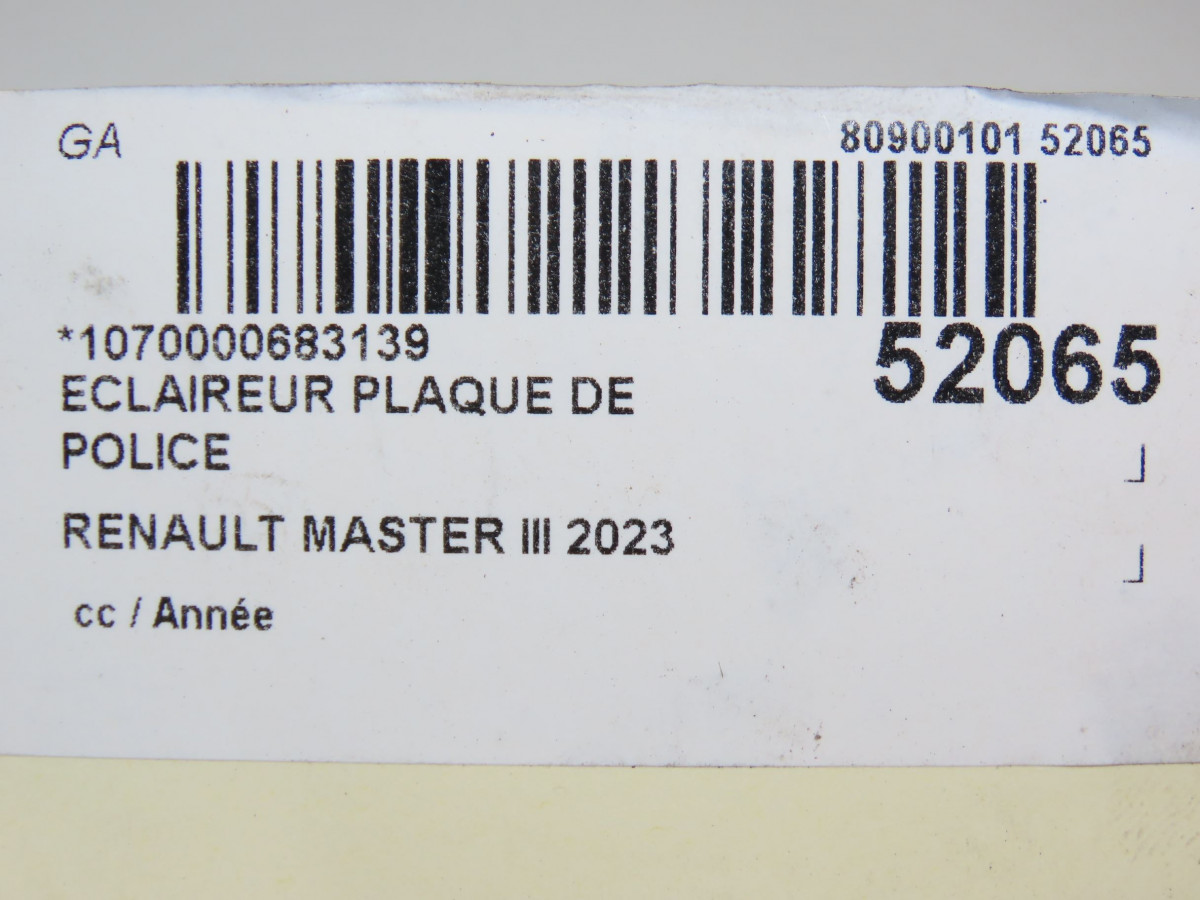 GA
80900101 52065
*1070000683139
52065
ECLAIREUR PLAQUE DE
POLICE
RENAULT MASTER III 2023
cc / Année